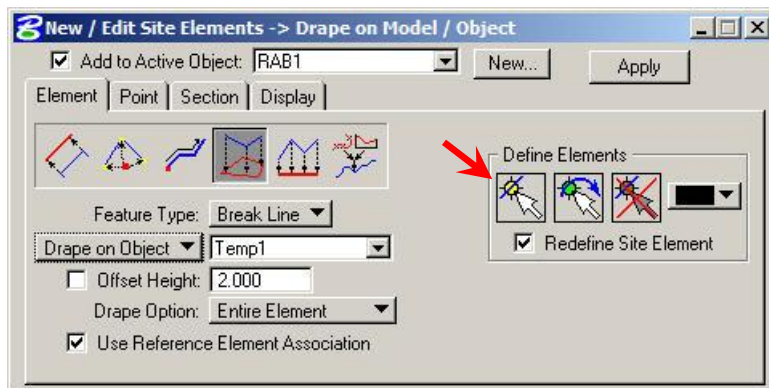 New / Edit Site Elements -> Drape on Model / Object
Add to Active Object: RAB1 New... Apply
Element Point Section Display
Define Elements
Feature Type: Break Line
Drape on Object Temp1 Redefine Site Element
Offset Height: 2.000
Drape Option: Entire Element
Use Reference Element Association